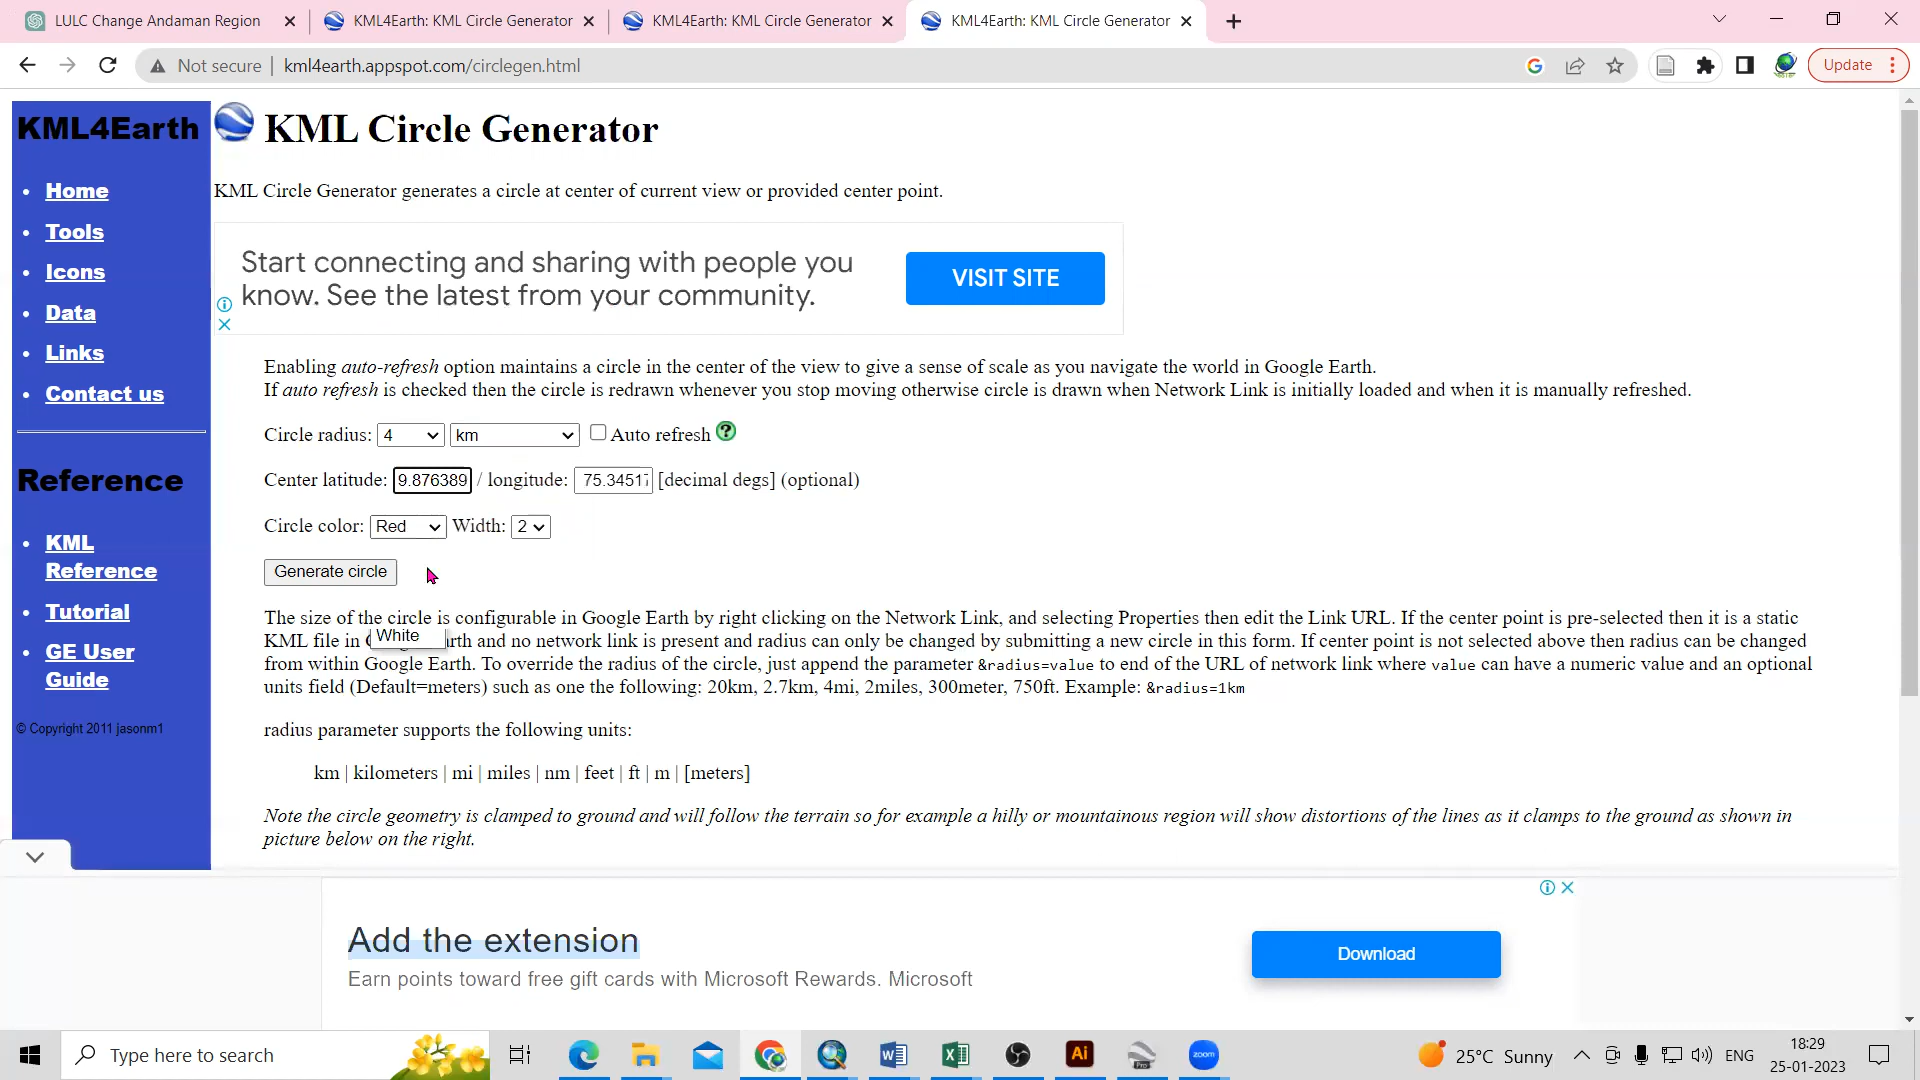 LULC Change Andaman Region
KML4Earth: KML Circle Generator
KML4Earth: KML Circle Generator
KML4Earth: KML Circle Generator
Not secure
kml4earth.appspot.com/circlegen.html
Update
KML4Earth
Home
Tools
Icons
Data
Links
Contact us
Reference
KML
Reference
Tutorial
GE User
Guide
© Copyright 2011 jasonm1
KML Circle Generator
KML Circle Generator generates a circle at center of current view or provided center point.
Start connecting and sharing with people you
know. See the latest from your community.
VISIT SITE
Enabling auto-refresh option maintains a circle in the center of the view to give a sense of scale as you navigate the world in Google Earth.
If auto refresh is checked then the circle is redrawn whenever you stop moving otherwise circle is drawn when Network Link is initially loaded and when it is manually refreshed.
Circle radius: 4 km Auto refresh ?
Center latitude: 9.876389 / longitude: 75.34517 [decimal degs] (optional)
Circle color: Red Width: 2
Generate circle
The size of the circle is configurable in Google Earth by right clicking on the Network Link, and selecting Properties then edit the Link URL. If the center point is pre-selected then it is a static
KML file in White rth and no network link is present and radius can only be changed by submitting a new circle in this form. If center point is not selected above then radius can be changed
from within Google Earth. To override the radius of the circle, just append the parameter &radius=value to end of the URL of network link where value can have a numeric value and an optional
units field (Default=meters) such as one the following: 20km, 2.7km, 4mi, 2miles, 300meter, 750ft. Example: &radius=1km
radius parameter supports the following units:
km | kilometers | mi | miles | nm | feet | ft | m | [meters]
Note the circle geometry is clamped to ground and will follow the terrain so for example a hilly or mountainous region will show distortions of the lines as it clamps to the ground as shown in
picture below on the right.
Add the extension
Earn points toward free gift cards with Microsoft Rewards. Microsoft
Download
Type here to search
Ai
Pro
zoom
25°C Sunny
ENG
18:29
25-01-2023